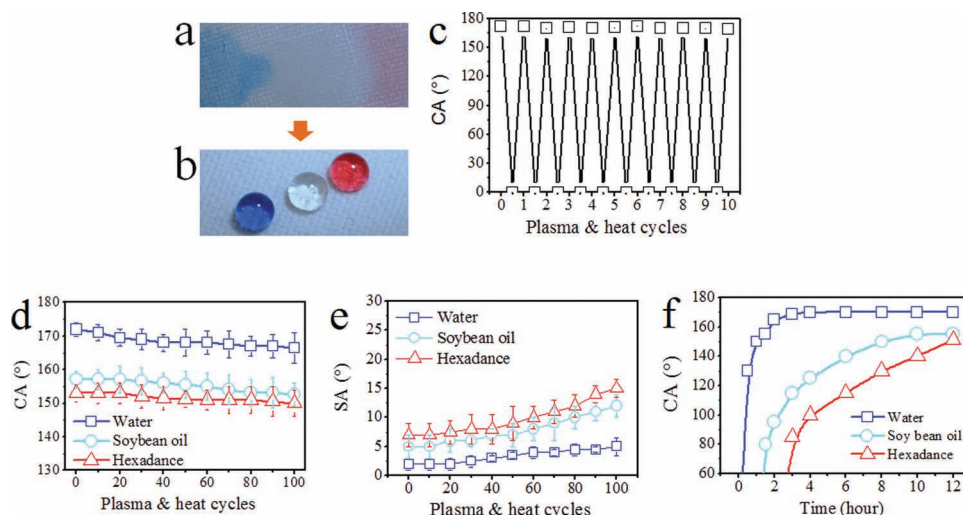 a
b
c
CA (°)
180
150
120
90
60
30
0
0 1 2 3 4 5 6 7 8 9 10
Plasma & heat cycles
d
CA (°)
180
170
160
150
140
130
Water
Soybean oil
Hexadance
0 20 40 60 80 100
Plasma & heat cycles
e
SA (°)
30
25
20
15
10
5
0
Water
Soybean oil
Hexadance
0 20 40 60 80 100
Plasma & heat cycles
f
CA (°)
180
160
140
120
100
80
60
Water
Soy bean oil
Hexadance
0 2 4 6 8 10 12
Time (hour)